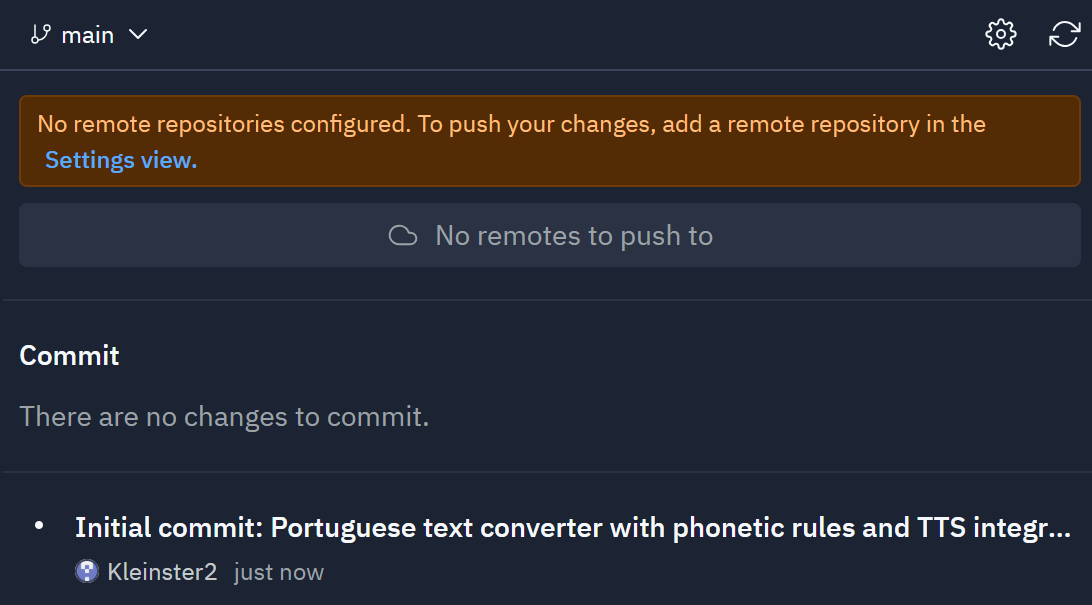 main
No remote repositories configured. To push your changes, add a remote repository in the
Settings view.
No remotes to push to
Commit
There are no changes to commit.
Initial commit: Portuguese text converter with phonetic rules and TTS integr...
Kleinster2 just now